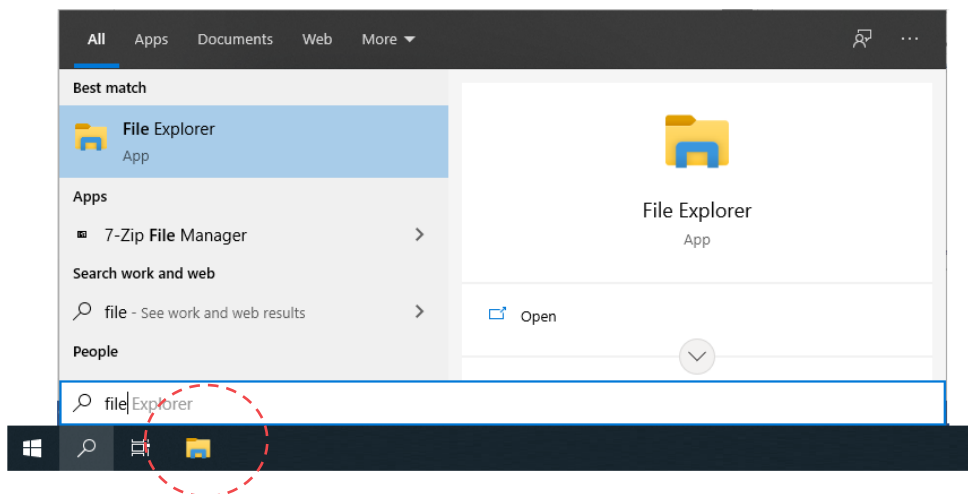 All Apps Documents Web More
Best match
File Explorer
App
Apps
7-Zip File Manager
Search work and web
file - See work and web results
People
File Explorer
App
Open
file Explorer